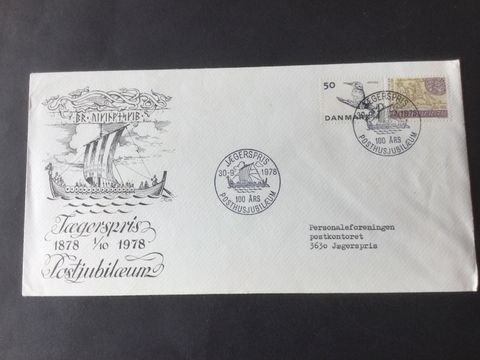 Jægerspris
1878 1/10 1978
Postjubilæum
50
DANMARK
JÆGERSPRIS
100 ÅRS
POSTHUSJUBILÆUM
JÆGERSPRIS
30-9 1978
100 ÅRS
POSTHUSJUBILÆUM
Personaleforeningen
postkontoret
3630 Jægerspris